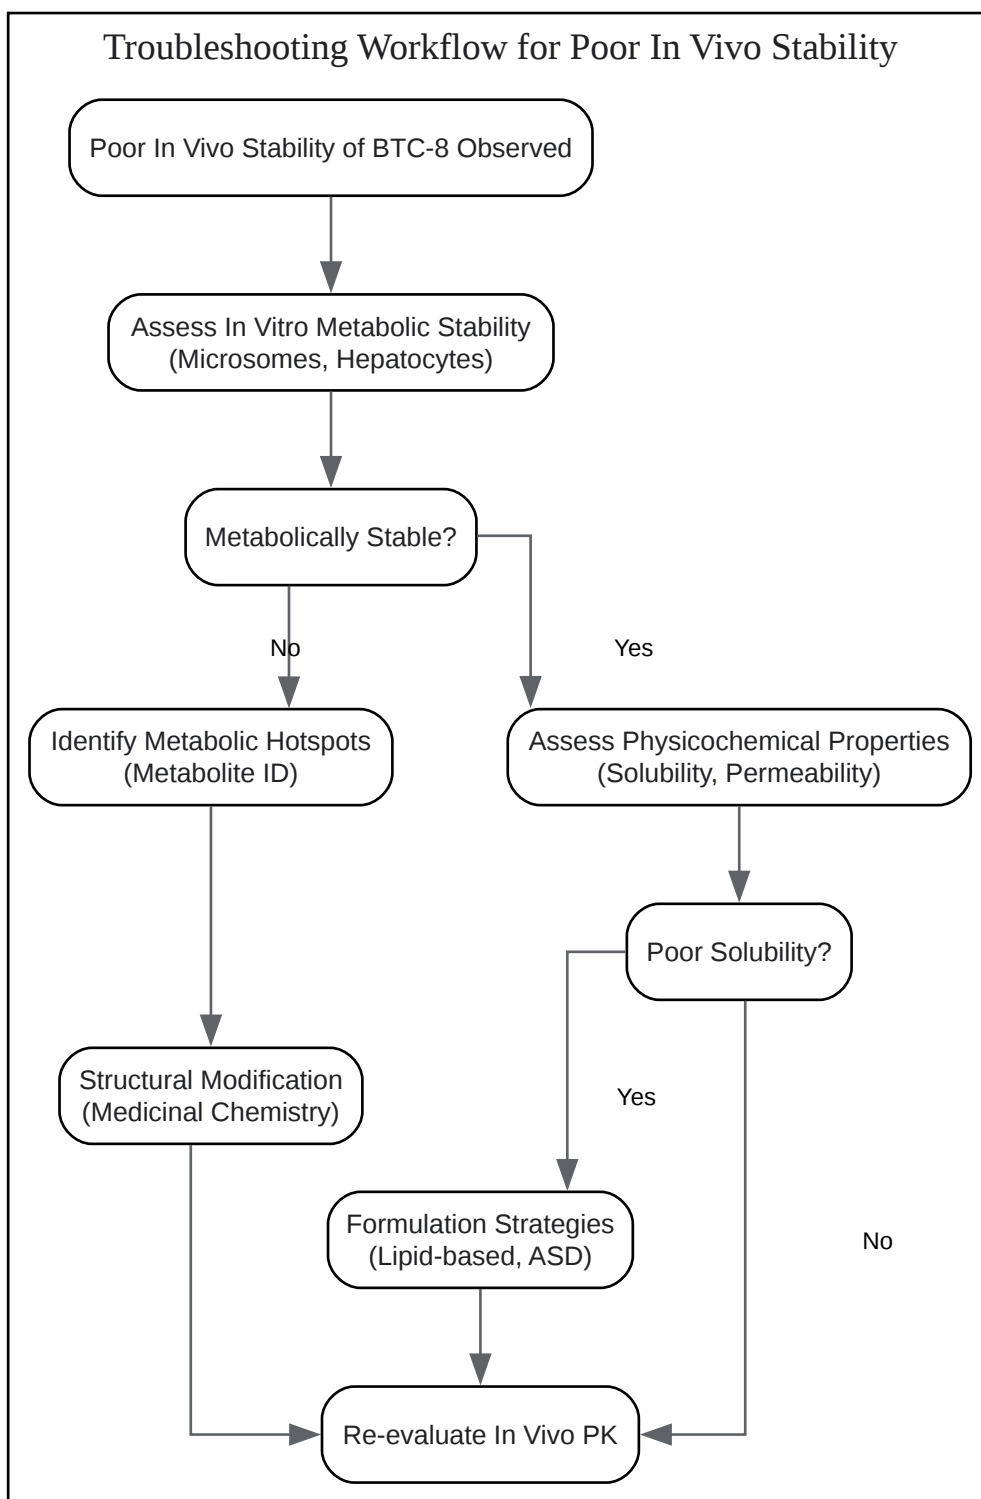 Troubleshooting Workflow for Poor In Vivo Stability
Poor In Vivo Stability of BTC-8 Observed
Assess In Vitro Metabolic Stability
(Microsomes, Hepatocytes)
Metabolically Stable?
No
Yes
Identify Metabolic Hotspots
(Metabolite ID)
Assess Physicochemical Properties
(Solubility, Permeability)
Poor Solubility?
Structural Modification
(Medicinal Chemistry)
Yes
Formulation Strategies
(Lipid-based, ASD)
No
Re-evaluate In Vivo PK